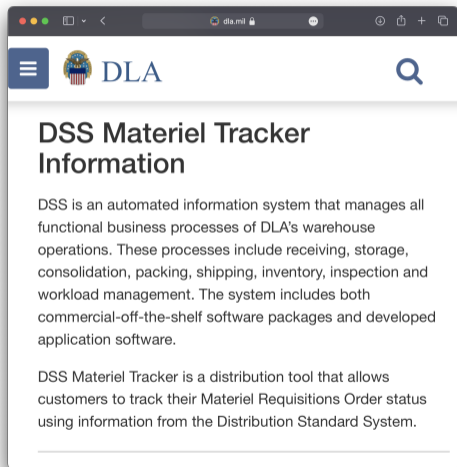 dla.mil
DLA
DSS Materiel Tracker
Information
DSS is an automated information system that manages all
functional business processes of DLA's warehouse
operations. These processes include receiving, storage,
consolidation, packing, shipping, inventory, inspection and
workload management. The system includes both
commercial-off-the-shelf software packages and developed
application software.
DSS Materiel Tracker is a distribution tool that allows
customers to track their Materiel Requisitions Order status
using information from the Distribution Standard System.